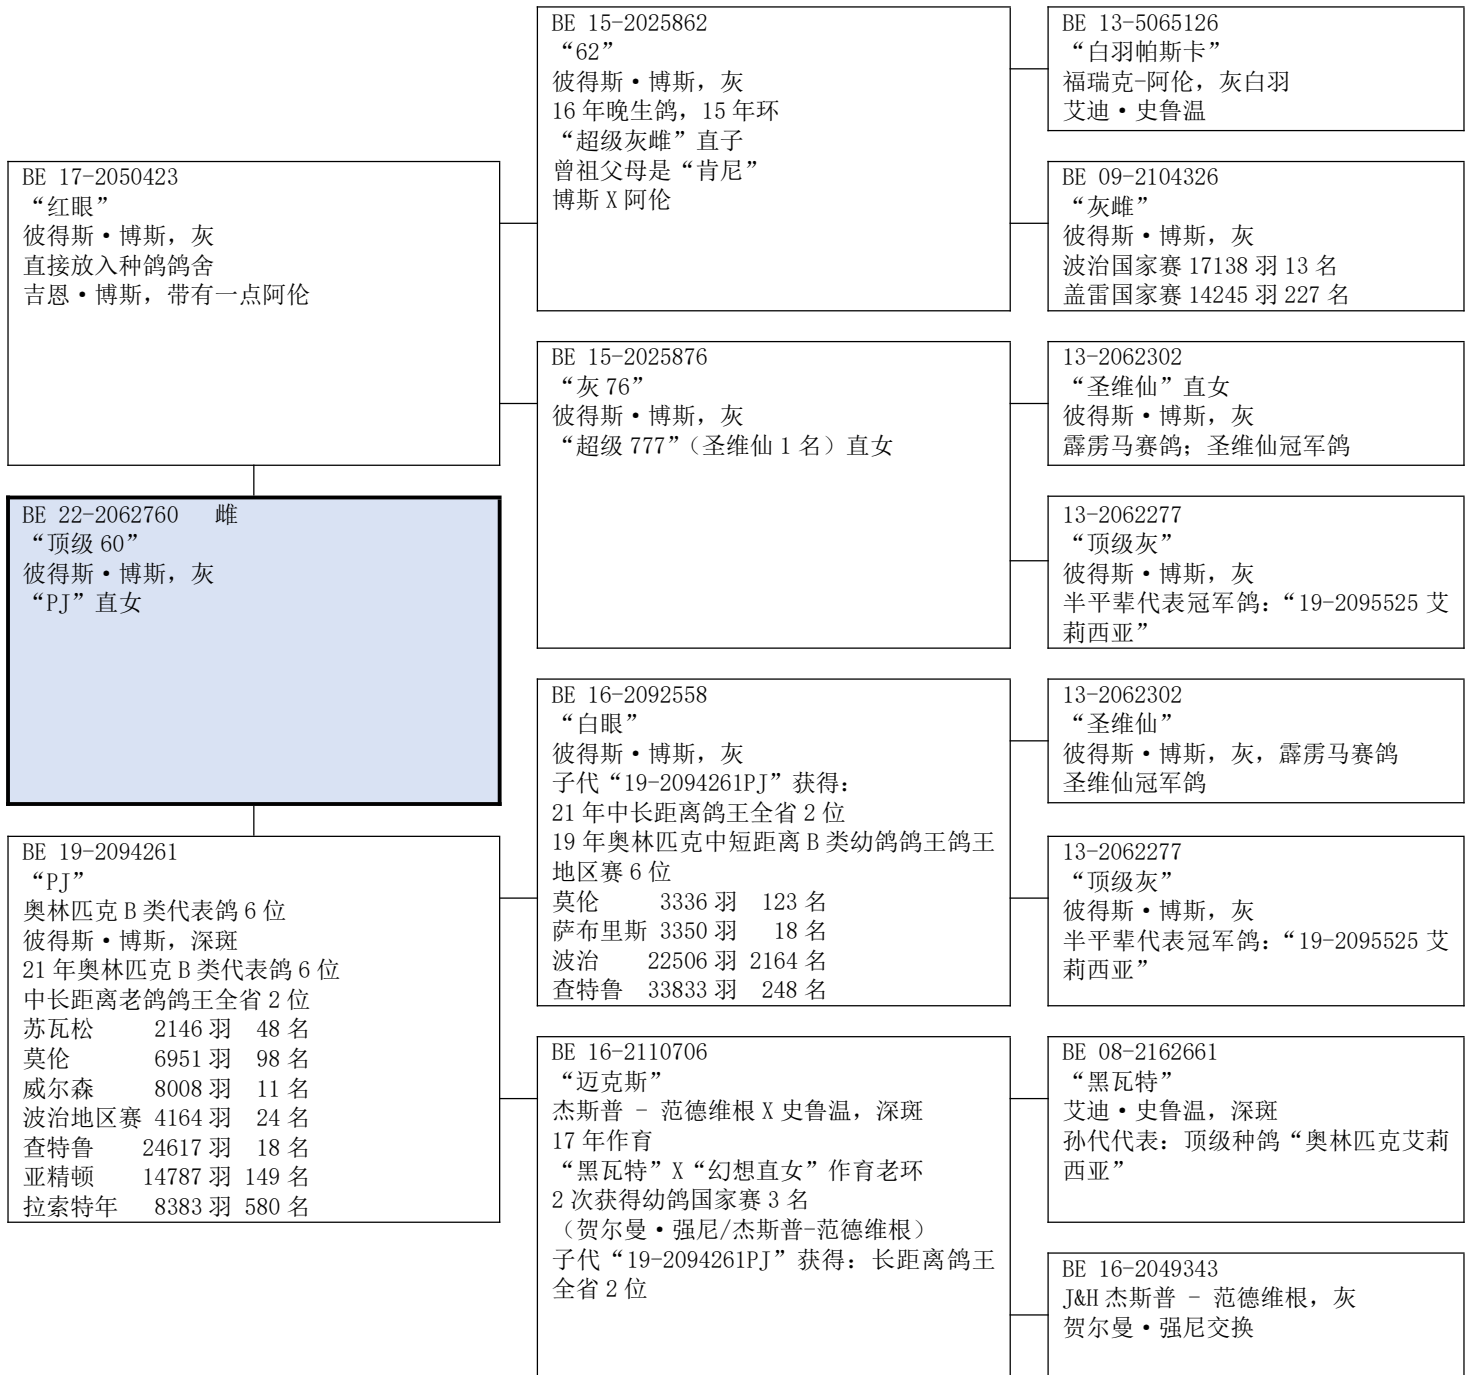 BE 15-2025862
“62”
彼得斯·博斯，灰
16 年晚生鸽，15 年环
“超级灰雌”直子
曾祖父母是“肯尼”
博斯 X 阿伦
BE 13-5065126
“白羽帕斯卡”
福瑞克-阿伦，灰白羽
艾迪·史鲁温
BE 17-2050423
“红眼”
彼得斯·博斯，灰
直接放入种鸽鸽舍
吉恩·博斯，带有一点阿伦
BE 09-2104326
“灰雌”
彼得斯·博斯，灰
波治国家赛 17138 羽 13 名
盖雷国家赛 14245 羽 227 名
BE 15-2025876
“灰 76”
彼得斯·博斯，灰
“超级 777”（圣维仙 1 名）直女
13-2062302
“圣维仙”直女
彼得斯·博斯，灰
霹雳马赛鸽；圣维仙冠军鸽
BE 22-2062760 雌
“顶级 60”
彼得斯·博斯，灰
“PJ”直女
13-2062277
“顶级灰”
彼得斯·博斯，灰
半平辈代表冠军鸽：“19-2095525 艾
莉西亚”
BE 16-2092558
“白眼”
彼得斯·博斯，灰
子代“19-2094261PJ”获得：
21 年中长距离鸽王全省 2 位
19 年奥林匹克中短距离 B 类幼鸽鸽王鸽王
地区赛 6 位
莫伦 3336 羽 123 名
萨布里斯 3350 羽 18 名
波治 22506 羽 2164 名
查特鲁 33833 羽 248 名
13-2062302
“圣维仙”
彼得斯·博斯，灰，霹雳马赛鸽
圣维仙冠军鸽
BE 19-2094261
“PJ”
奥林匹克 B 类代表鸽 6 位
彼得斯·博斯，深斑
21 年奥林匹克 B 类代表鸽 6 位
中长距离老鸽鸽王全省 2 位
苏瓦松 2146 羽 48 名
莫伦 6951 羽 98 名
威尔森 8008 羽 11 名
波治地区赛 4164 羽 24 名
查特鲁 24617 羽 18 名
亚精顿 14787 羽 149 名
拉索特年 8383 羽 580 名
13-2062277
“顶级灰”
彼得斯·博斯，灰
半平辈代表冠军鸽：“19-2095525 艾
莉西亚”
BE 16-2110706
“迈克斯”
杰斯普 - 范德维根 X 史鲁温，深斑
17 年作育
“黑瓦特”X“幻想直女”作育老环
2 次获得幼鸽国家赛 3 名
（贺尔曼·强尼/杰斯普-范德维根）
子代“19-2094261PJ”获得：长距离鸽王
全省 2 位
BE 08-2162661
“黑瓦特”
艾迪·史鲁温，深斑
孙代代表：顶级种鸽“奥林匹克艾莉
西亚”
BE 16-2049343
J&H 杰斯普 - 范德维根，灰
贺尔曼·强尼交换